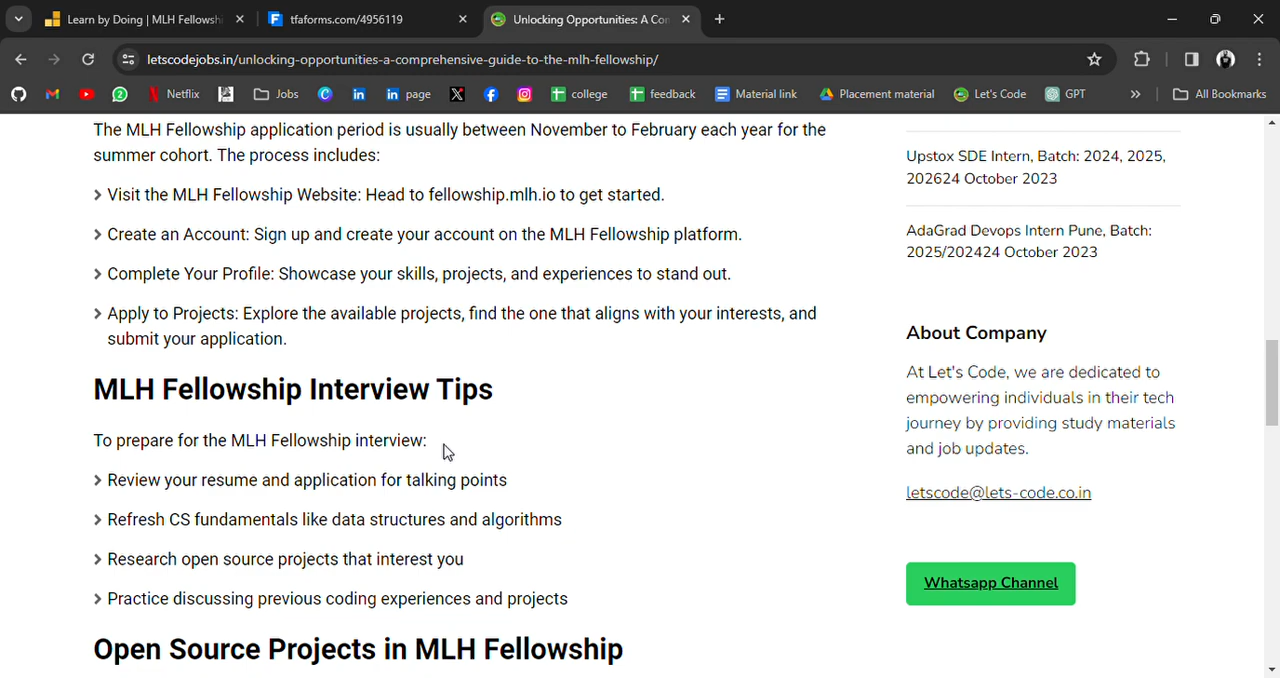 Learn by Doing | MLH Fellowshi
tfaforms.com/4956119
Unlocking Opportunities: A Con
letscodejobs.in/unlocking-opportunities-a-comprehensive-guide-to-the-mlh-fellowship/
Netflix
Jobs
page
college
feedback
Material link
Placement material
Let's Code
GPT
All Bookmarks
The MLH Fellowship application period is usually between November to February each year for the
summer cohort. The process includes:
Visit the MLH Fellowship Website: Head to fellowship.mlh.io to get started.
Create an Account: Sign up and create your account on the MLH Fellowship platform.
Complete Your Profile: Showcase your skills, projects, and experiences to stand out.
Apply to Projects: Explore the available projects, find the one that aligns with your interests, and
submit your application.
MLH Fellowship Interview Tips
To prepare for the MLH Fellowship interview:
Review your resume and application for talking points
Refresh CS fundamentals like data structures and algorithms
Research open source projects that interest you
Practice discussing previous coding experiences and projects
Open Source Projects in MLH Fellowship
Upstox SDE Intern, Batch: 2024, 2025,
202624 October 2023
AdaGrad Devops Intern Pune, Batch:
2025/202424 October 2023
About Company
At Let's Code, we are dedicated to
empowering individuals in their tech
journey by providing study materials
and job updates.
letscode@lets-code.co.in
Whatsapp Channel